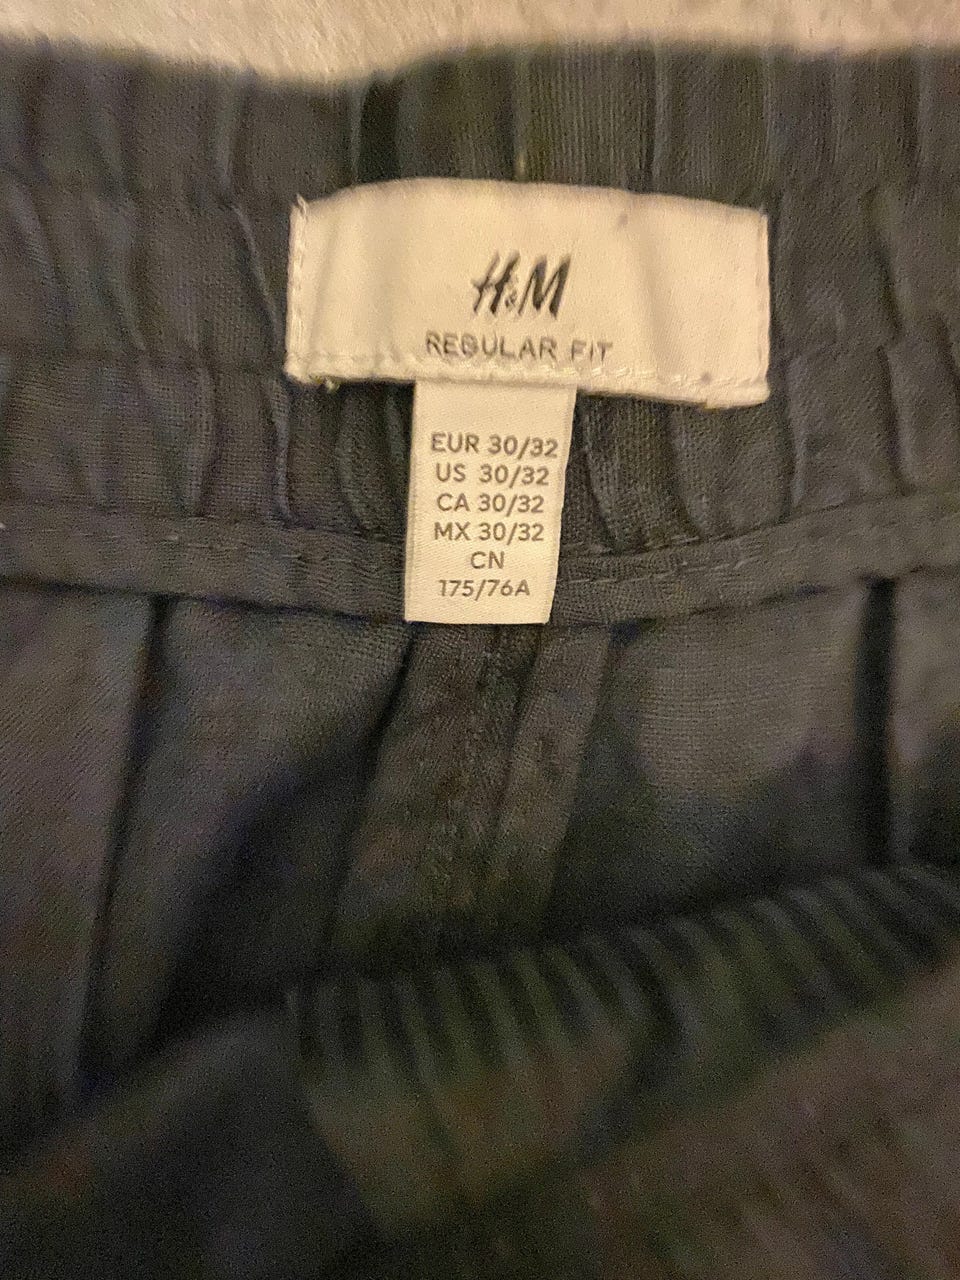 H&M
REGULAR FIT
EUR 30/32
US 30/32
CA 30/32
MX 30/32
CN
175/76A